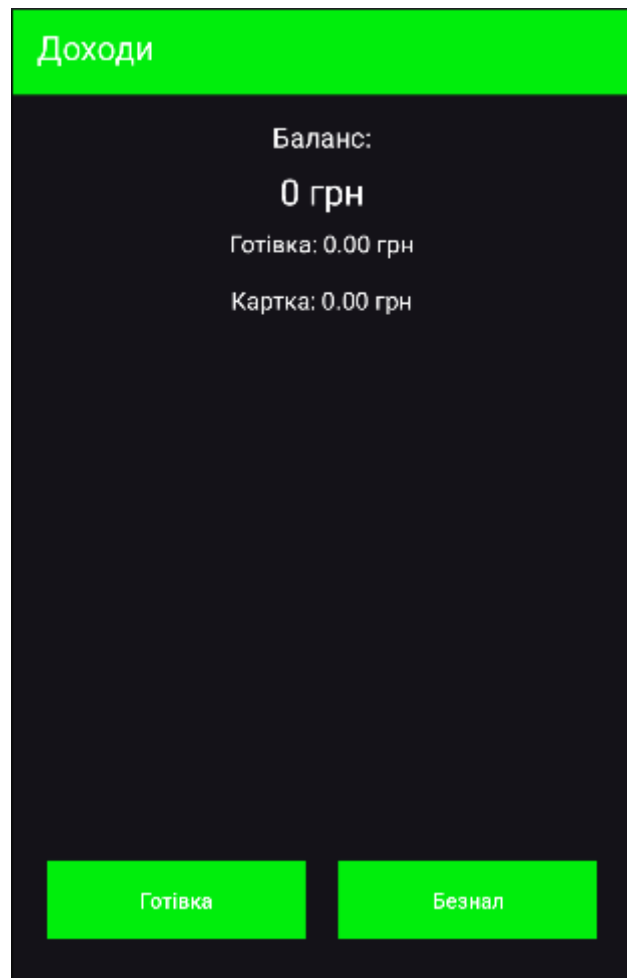 Доходи
Баланс:
0 грн
Готівка: 0.00 грн
Картка: 0.00 грн
Готівка
Безнал